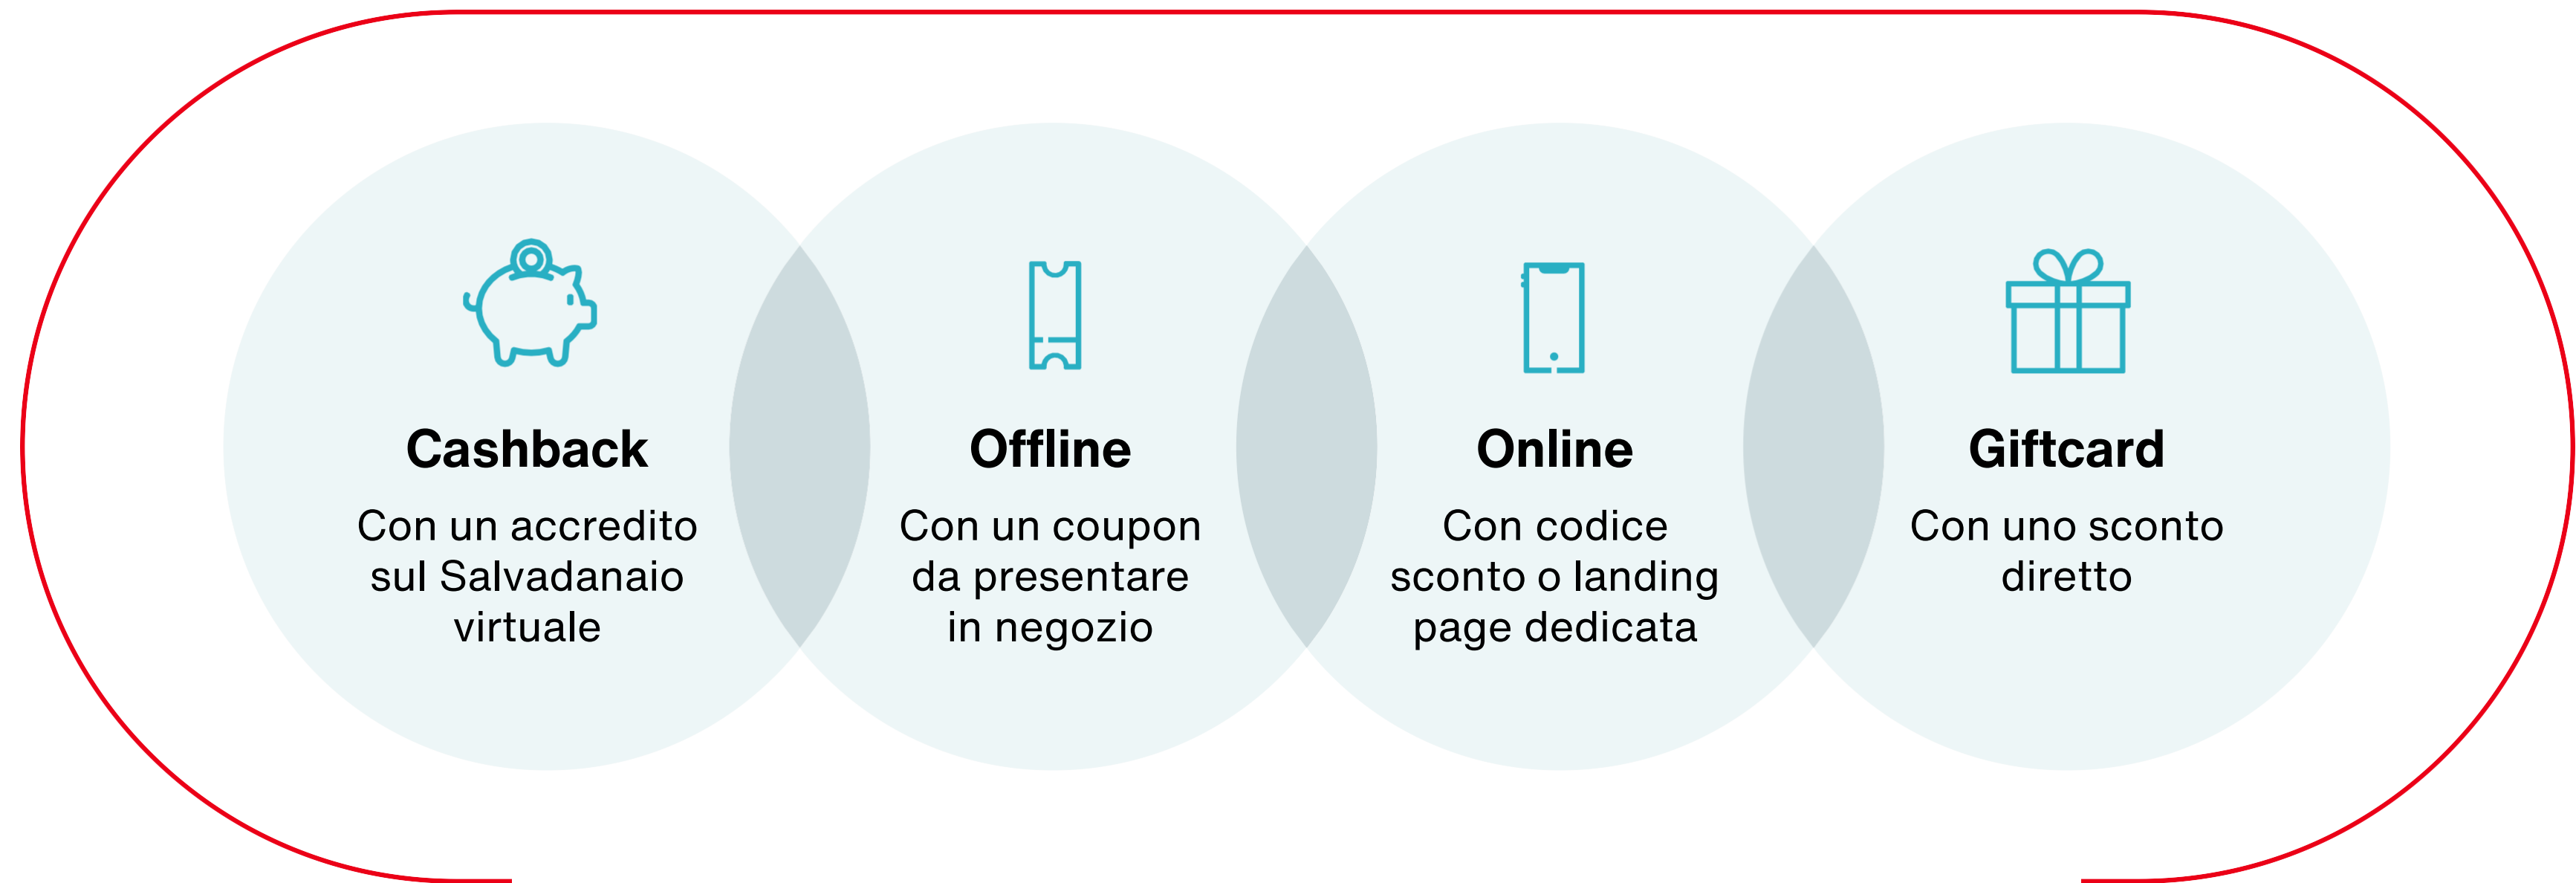 Cashback
Con un accredito
sul Salvadanaio
virtuale
Offline
Con un coupon
da presentare
in negozio
Online
Con codice
sconto o landing
page dedicata
Giftcard
Con uno sconto
diretto